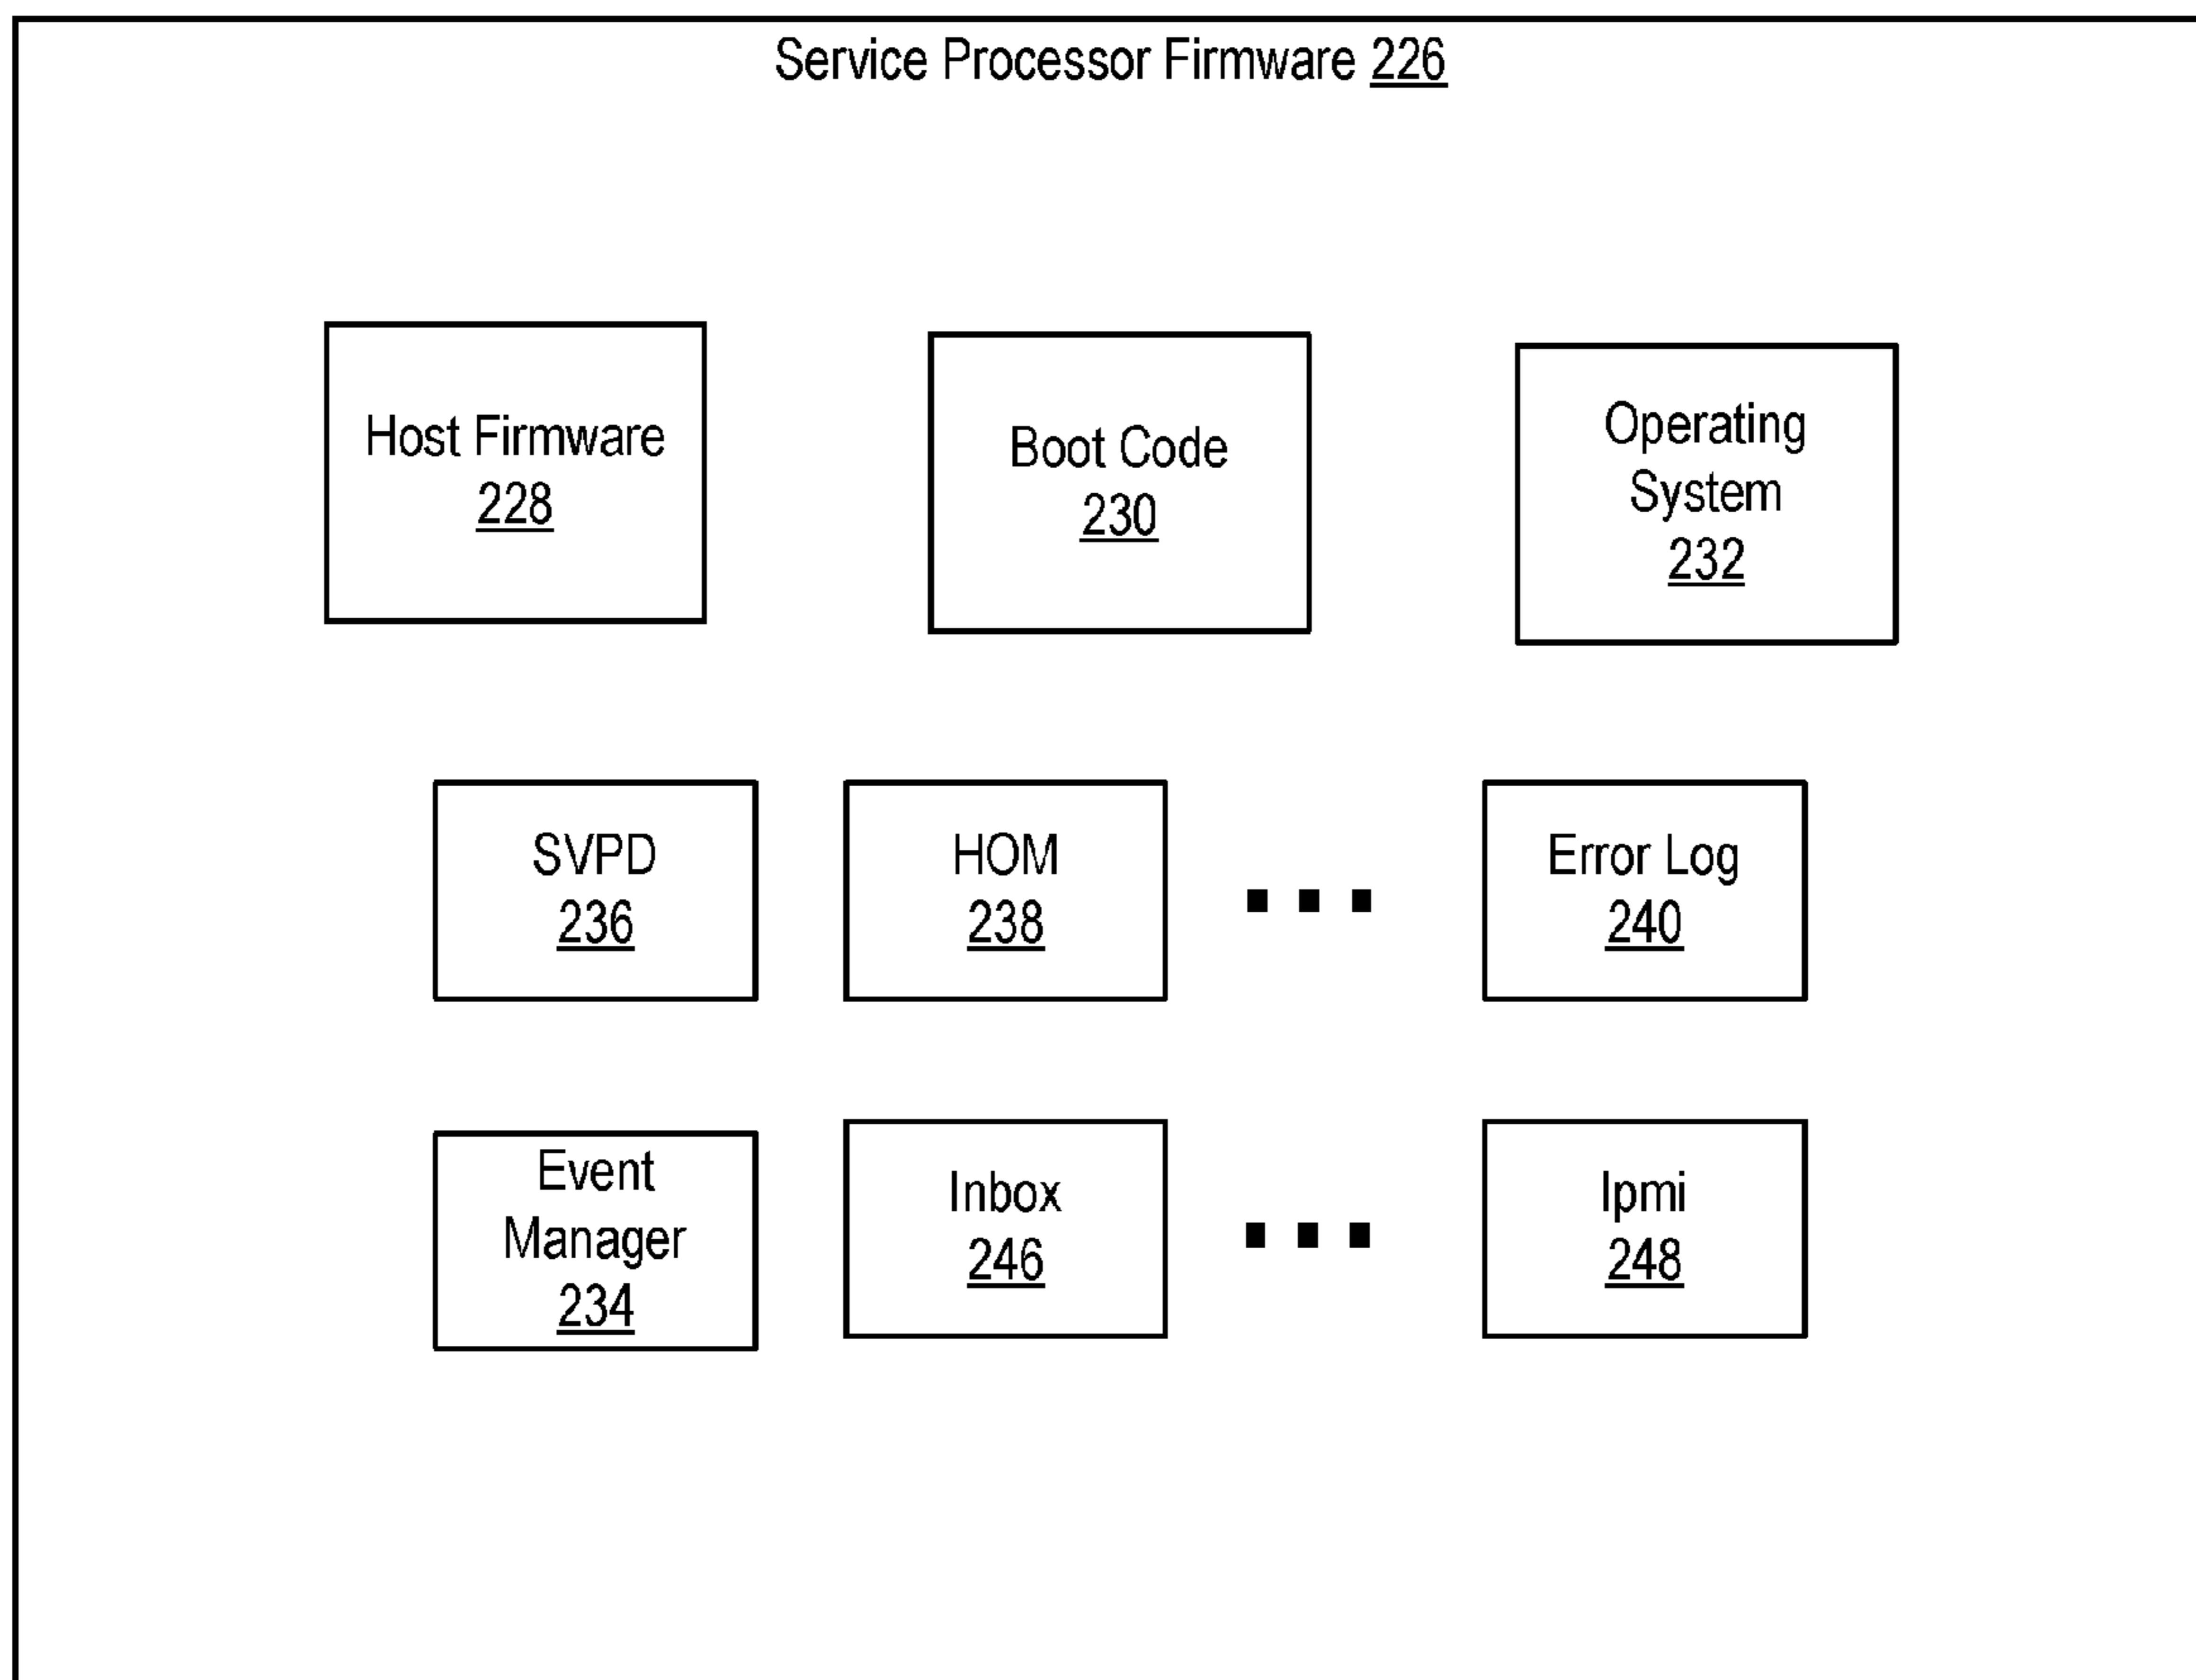 Service Processor Firmware 226
Host Firmware
228
Boot Code
230
Operating
System
232
SVPD
236
HOM
238
Error Log
240
Event
Manager
234
Inbox
246
Ipmi
248